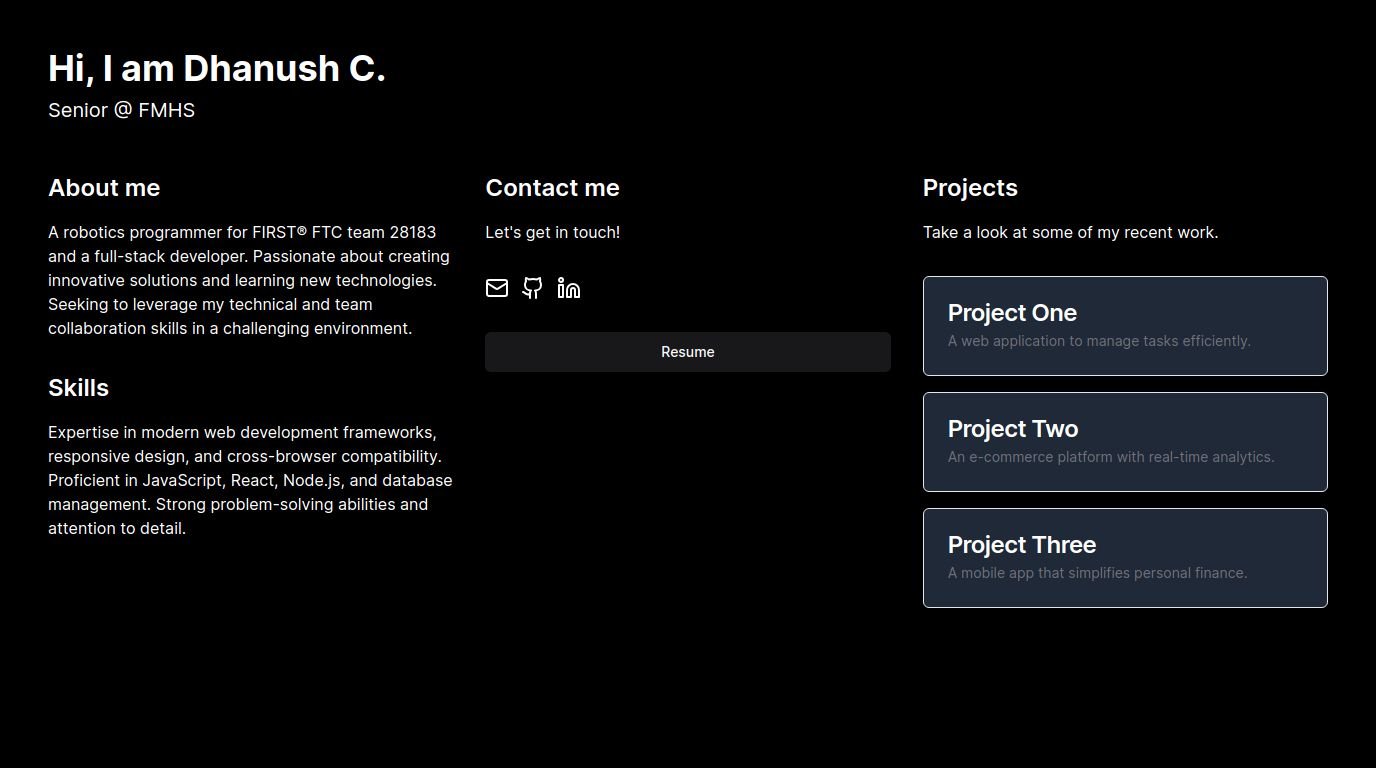 Hi, I am Dhanush C.
Senior @ FMHS
About me
A robotics programmer for FIRST® FTC team 28183
and a full-stack developer. Passionate about creating
innovative solutions and learning new technologies.
Seeking to leverage my technical and team
collaboration skills in a challenging environment.
Skills
Expertise in modern web development frameworks,
responsive design, and cross-browser compatibility.
Proficient in JavaScript, React, Node.js, and database
management. Strong problem-solving abilities and
attention to detail.
Contact me
Let's get in touch!
Resume
Projects
Take a look at some of my recent work.
Project One
A web application to manage tasks efficiently.
Project Two
An e-commerce platform with real-time analytics.
Project Three
A mobile app that simplifies personal finance.